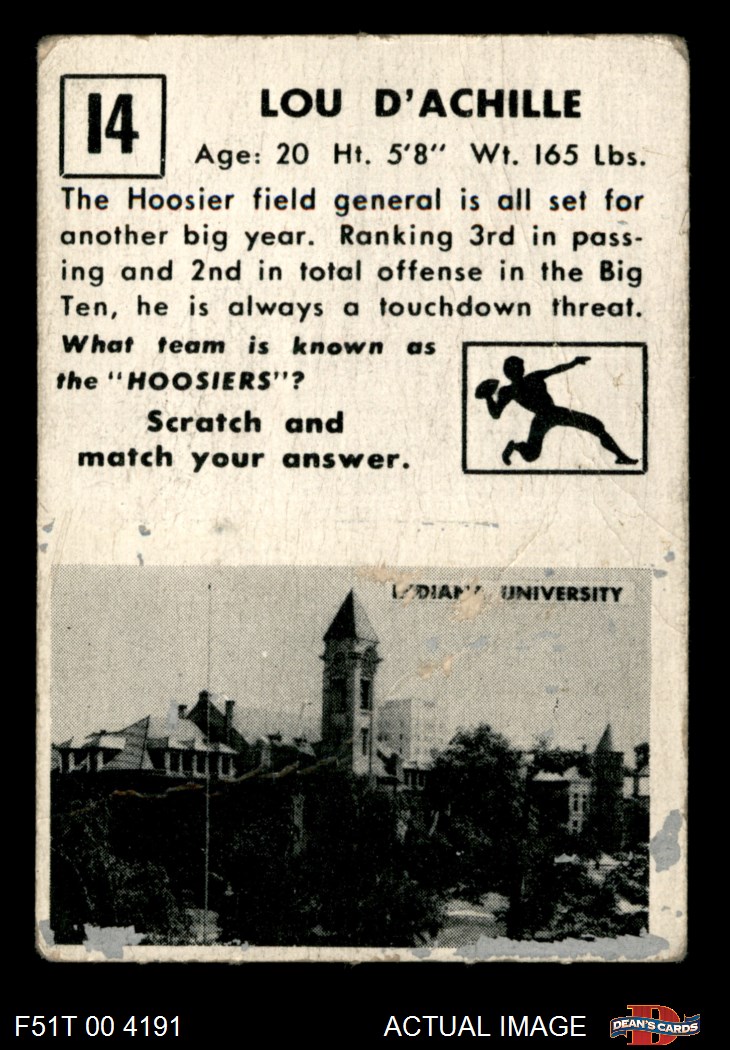 14
LOU D'ACHILLE
Age: 20 Ht. 5'8" Wt. 165 Lbs.
The Hoosier field general is all set for
another big year. Ranking 3rd in pass-
ing and 2nd in total offense in the Big
Ten, he is always a touchdown threat.
What team is known as
the "HOOSIERS"?
Scratch and
match your answer.
INDIANA UNIVERSITY
F51T 00 4191
ACTUAL IMAGE
DEAN'S CARDS